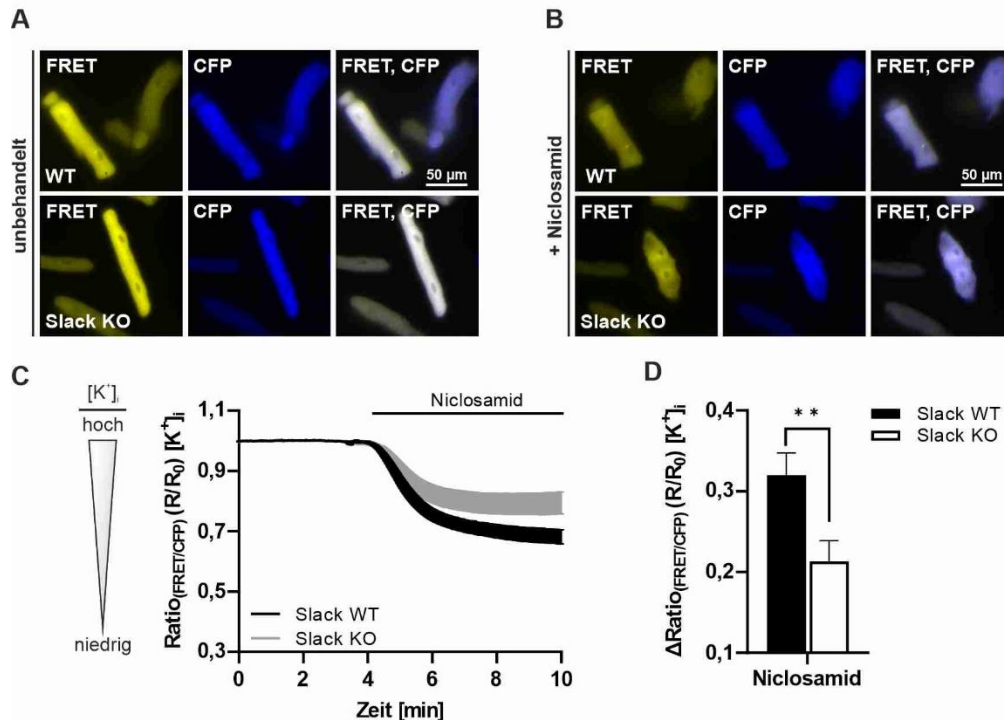 A
unbehandelt
FRET
WT
CFP
FRET, CFP
50 µm
FRET
Slack KO
CFP
FRET, CFP
B
+ Niclosamid
FRET
WT
CFP
FRET, CFP
50 µm
FRET
Slack KO
CFP
FRET, CFP
C
[K⁺]ᵢ
hoch
niedrig
Ratio(FRET/CFP) (R/R₀) [K⁺]ᵢ
1,1
0,9
0,7
0,5
0,3
Niclosamid
Slack WT
Slack KO
0 2 4 6 8 10
Zeit [min]
D
ΔRatio(FRET/CFP) (R/R₀) [K⁺]ᵢ
0,4
0,3
0,2
0,1
**
Slack WT
Slack KO
Niclosamid